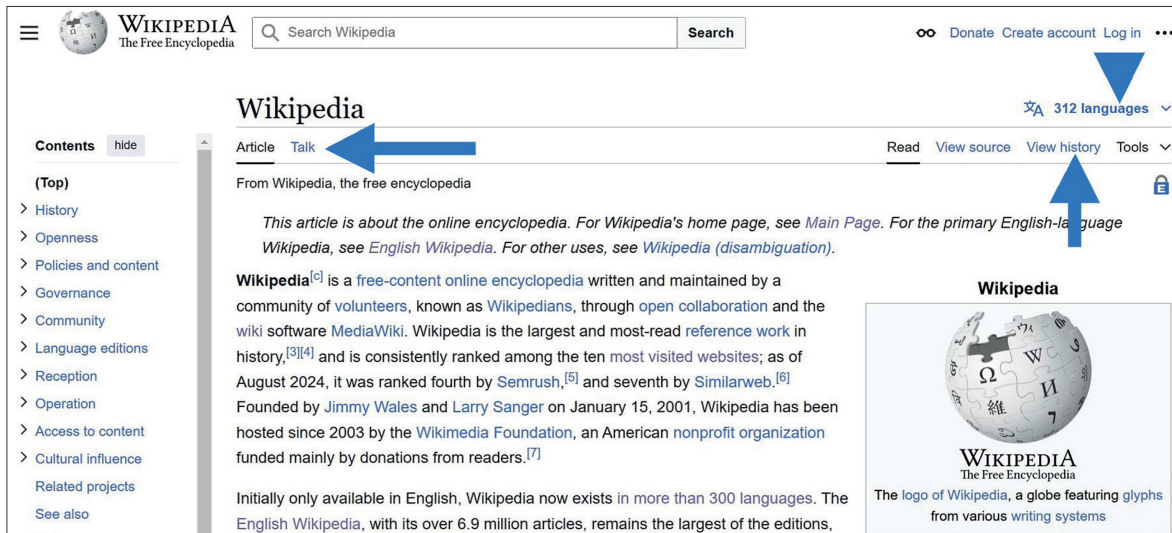 WIKIPEDIA
The Free Encyclopedia
Search Wikipedia
Search
Donate Create account Log in
Wikipedia
312 languages
Contents hide
Article Talk
Read View source View history Tools
(Top)
History
Openness
Policies and content
Governance
Community
Language editions
Reception
Operation
Access to content
Cultural influence
Related projects
See also
From Wikipedia, the free encyclopedia
This article is about the online encyclopedia. For Wikipedia's home page, see Main Page. For the primary English-language
Wikipedia, see English Wikipedia. For other uses, see Wikipedia (disambiguation).
Wikipedia[c] is a free-content online encyclopedia written and maintained by a
community of volunteers, known as Wikipedians, through open collaboration and the
wiki software MediaWiki. Wikipedia is the largest and most-read reference work in
history,[3][4] and is consistently ranked among the ten most visited websites; as of
August 2024, it was ranked fourth by Semrush,[5] and seventh by Similarweb.[6]
Founded by Jimmy Wales and Larry Sanger on January 15, 2001, Wikipedia has been
hosted since 2003 by the Wikimedia Foundation, an American nonprofit organization
funded mainly by donations from readers.[7]
Initially only available in English, Wikipedia now exists in more than 300 languages. The
English Wikipedia, with its over 6.9 million articles, remains the largest of the editions,
Wikipedia
Ω W И 維 7
WIKIPEDIA
The Free Encyclopedia
The logo of Wikipedia, a globe featuring glyphs
from various writing systems